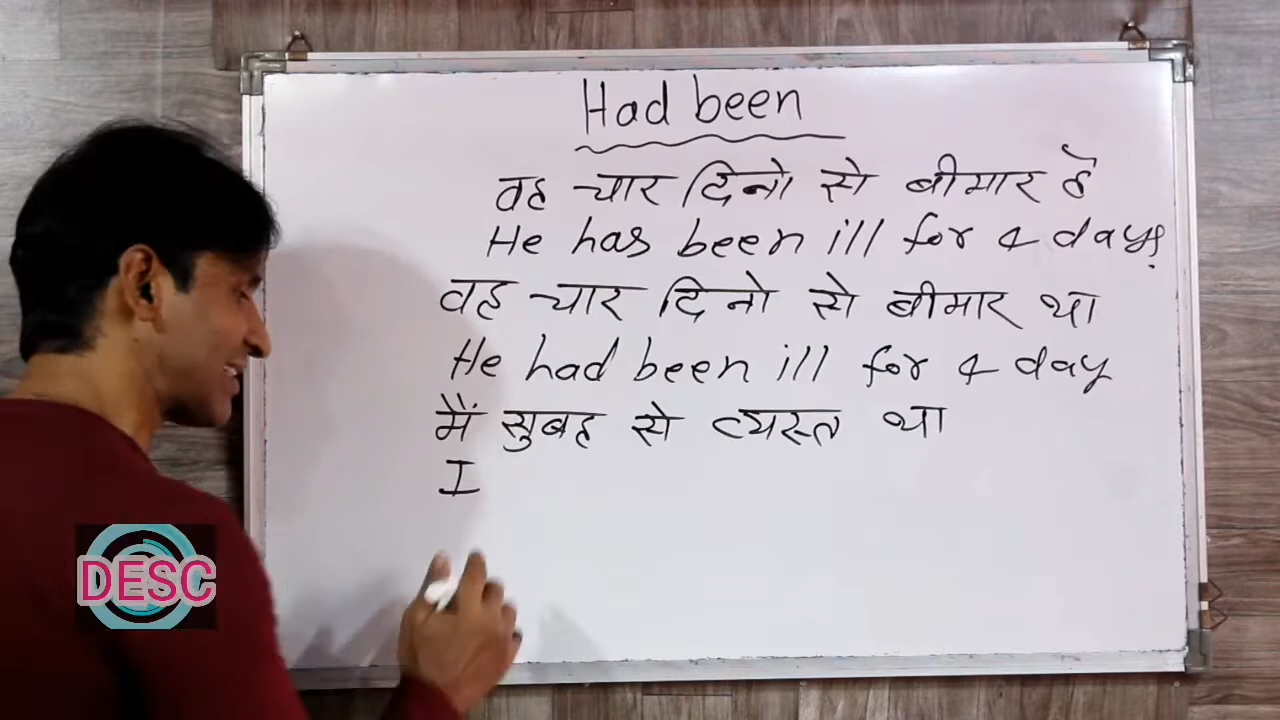 Had been
वह चार दिनो से बीमार है
He has been ill for 4 days.
वह चार दिनो से बीमार था
He had been ill for 4 day
मैं सुबह से व्यस्त था
I
DESC